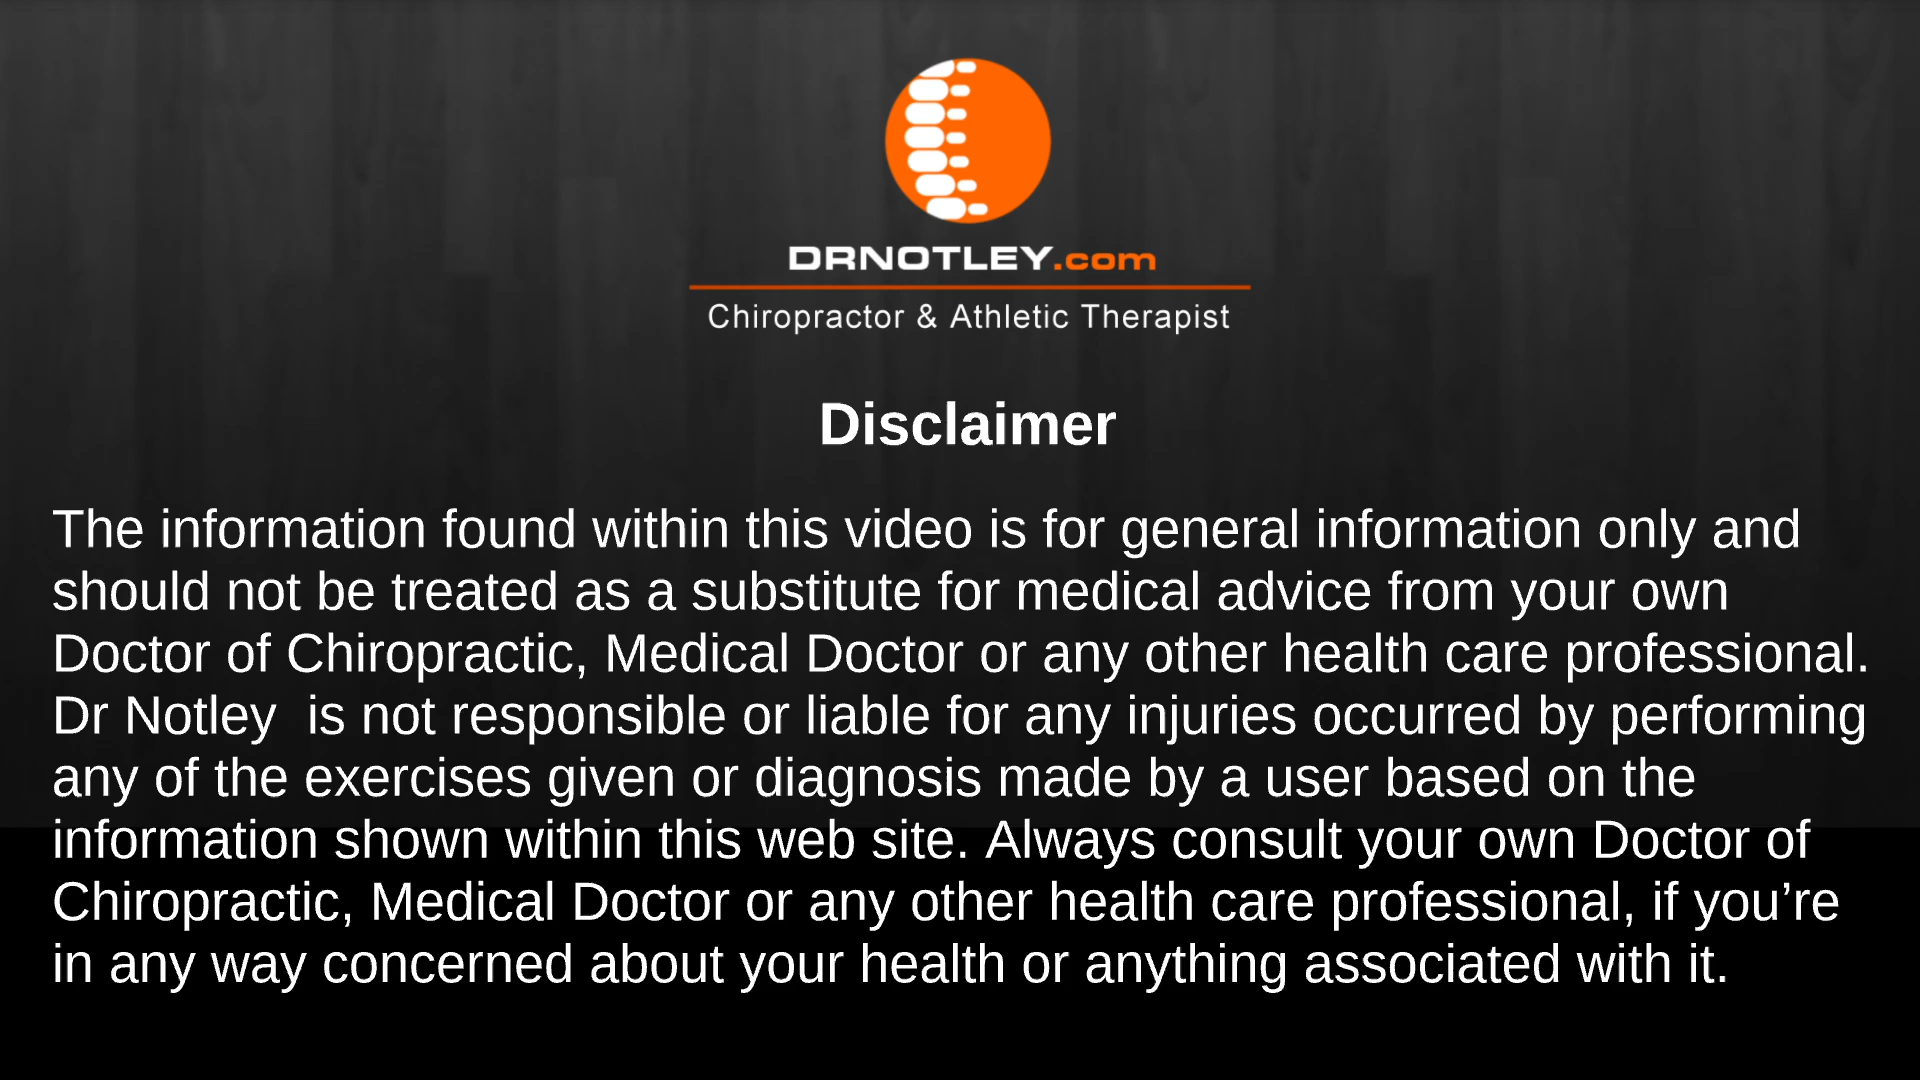 DRNOTLEY.com
Chiropractor & Athletic Therapist
Disclaimer
The information found within this video is for general information only and
should not be treated as a substitute for medical advice from your own
Doctor of Chiropractic, Medical Doctor or any other health care professional.
Dr Notley  is not responsible or liable for any injuries occurred by performing
any of the exercises given or diagnosis made by a user based on the
information shown within this web site. Always consult your own Doctor of
Chiropractic, Medical Doctor or any other health care professional, if you’re
in any way concerned about your health or anything associated with it.